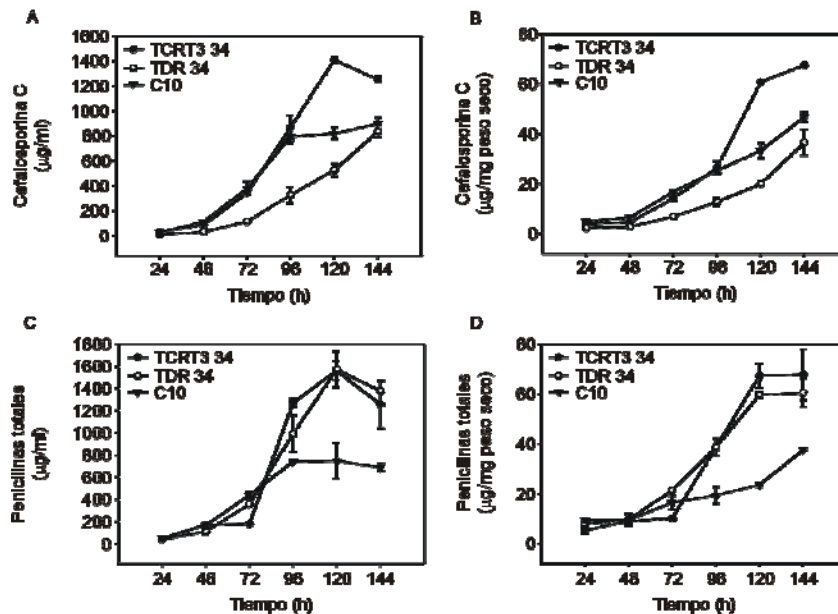 A
TCRT3 34
TDR 34
C10
Cefalosporina C
(µg/ml)
1600
1400
1200
1000
800
600
400
200
0
24 48 72 96 120 144
Tiempo (h)
B
TCRT3 34
TDR 34
C10
Cefalosporina C
(µg/mg peso seco)
80
60
40
20
0
24 48 72 96 120 144
Tiempo (h)
C
TCRT3 34
TDR 34
C10
Penicilinas totales
(µg/ml)
1800
1600
1400
1200
1000
800
600
400
200
0
24 48 72 96 120 144
Tiempo (h)
D
TCRT3 34
TDR 34
C10
Penicilinas totales
(µg/mg peso seco)
80
60
40
20
0
24 48 72 96 120 144
Tiempo (h)